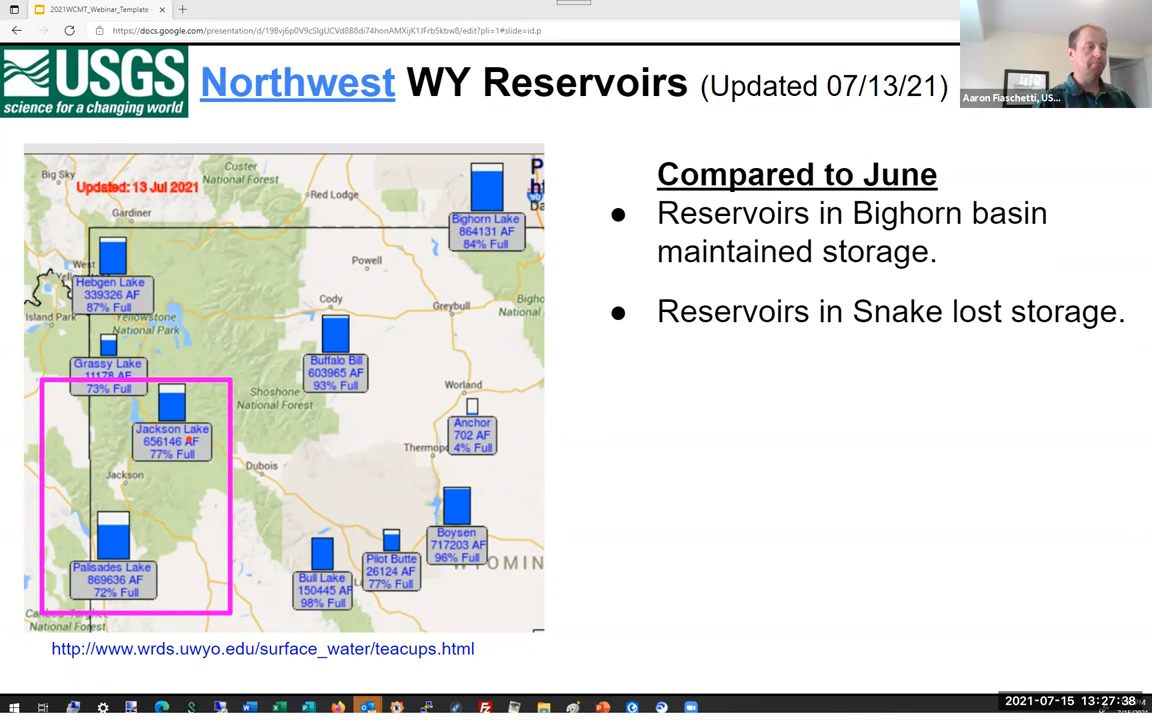 2021WCMT_Webinar_Template -
https://docs.google.com/presentation/d/19Bvj6p0V9cSIgUCVd8B8di74honAMXijK1JFrb5kbw8/edit?pli=1#slide=id.p
USGS
science for a changing world
Northwest WY Reservoirs (Updated 07/13/21)
Aaron Fiaschetti, US...
Compared to June
● Reservoirs in Bighorn basin
maintained storage.
● Reservoirs in Snake lost storage.
Updated: 13 Jul 2021
Big Sky
Custer
National Forest
Red Lodge
Gardiner
Bighorn Lake
864131 AF
84% Full
West
Hebgen Lake
339326 AF
87% Full
Powell
Cody
Greybull
Island Park
Yellowstone
National Park
Grassy Lake
11178 AF
73% Full
Buffalo Bill
603965 AF
93% Full
Shoshone
National Forest
Worland
Anchor
702 AF
4% Full
Jackson Lake
656146 AF
77% Full
Dubois
Jackson
Boysen
717203 AF
96% Full
Pilot Butte
26124 AF
77% Full
Bull Lake
150445 AF
98% Full
Palisades Lake
869636 AF
72% Full
National Forest
http://www.wrds.uwyo.edu/surface_water/teacups.html
2021-07-15 13:27:38